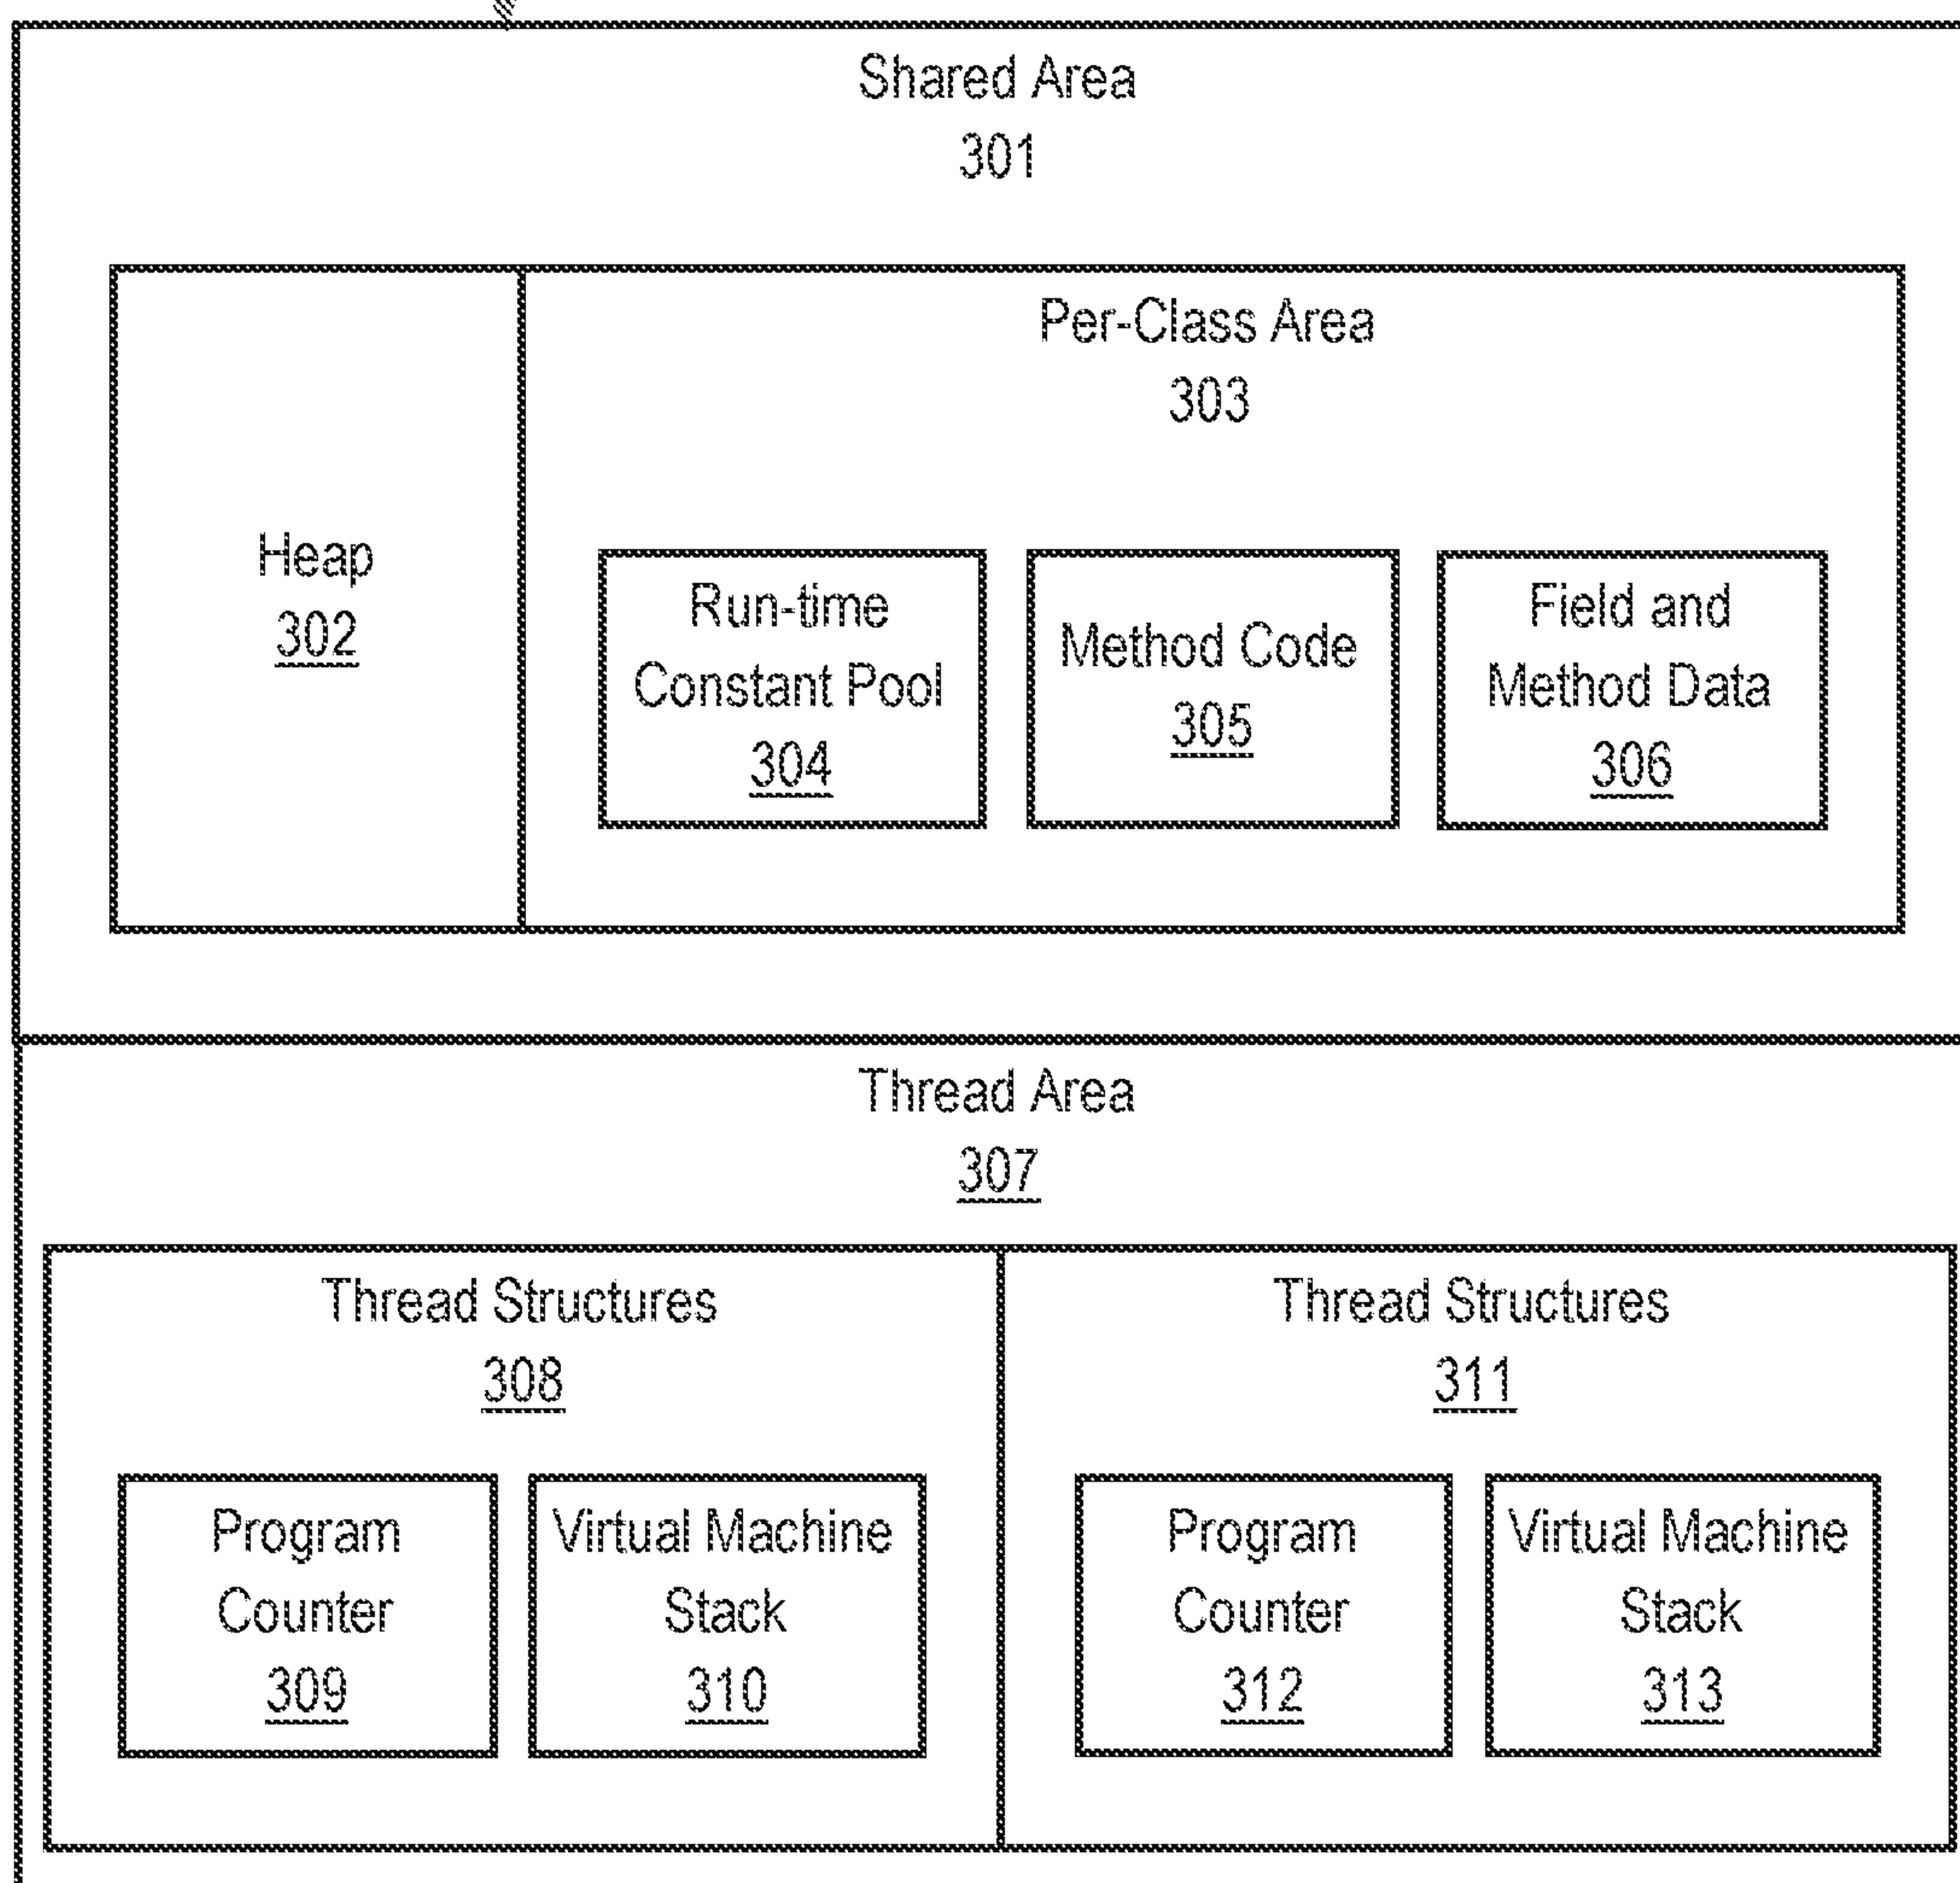 Shared Area
301
Per-Class Area
303
Heap
302
Run-time
Constant Pool
304
Method Code
305
Field and
Method Data
306
Thread Area
307
Thread Structures
308
Program
Counter
309
Virtual Machine
Stack
310
Thread Structures
311
Program
Counter
312
Virtual Machine
Stack
313